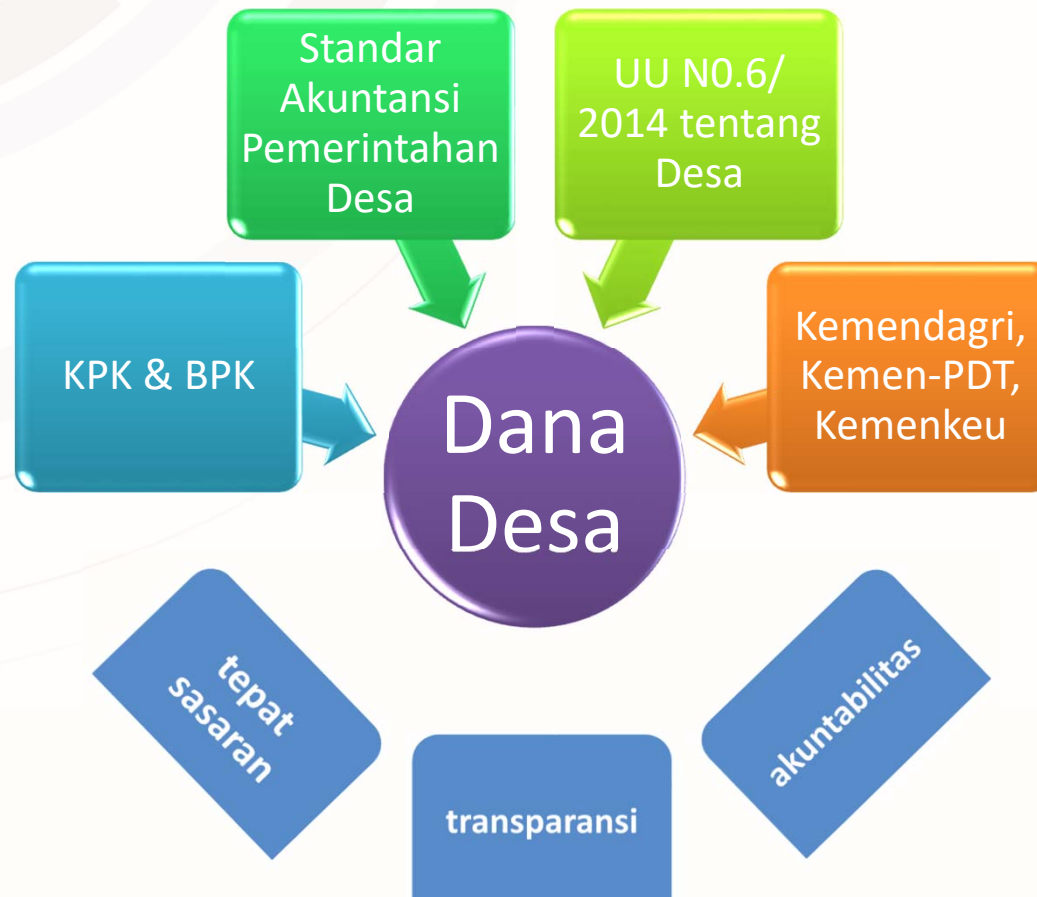 Standar
Akuntansi
Pemerintahan
Desa
UU N0.6/
2014 tentang
Desa
KPK & BPK
Kemendagri,
Kemen-PDT,
Kemenkeu
Dana
Desa
tepat
sasaran
transparansi
akuntabilitas